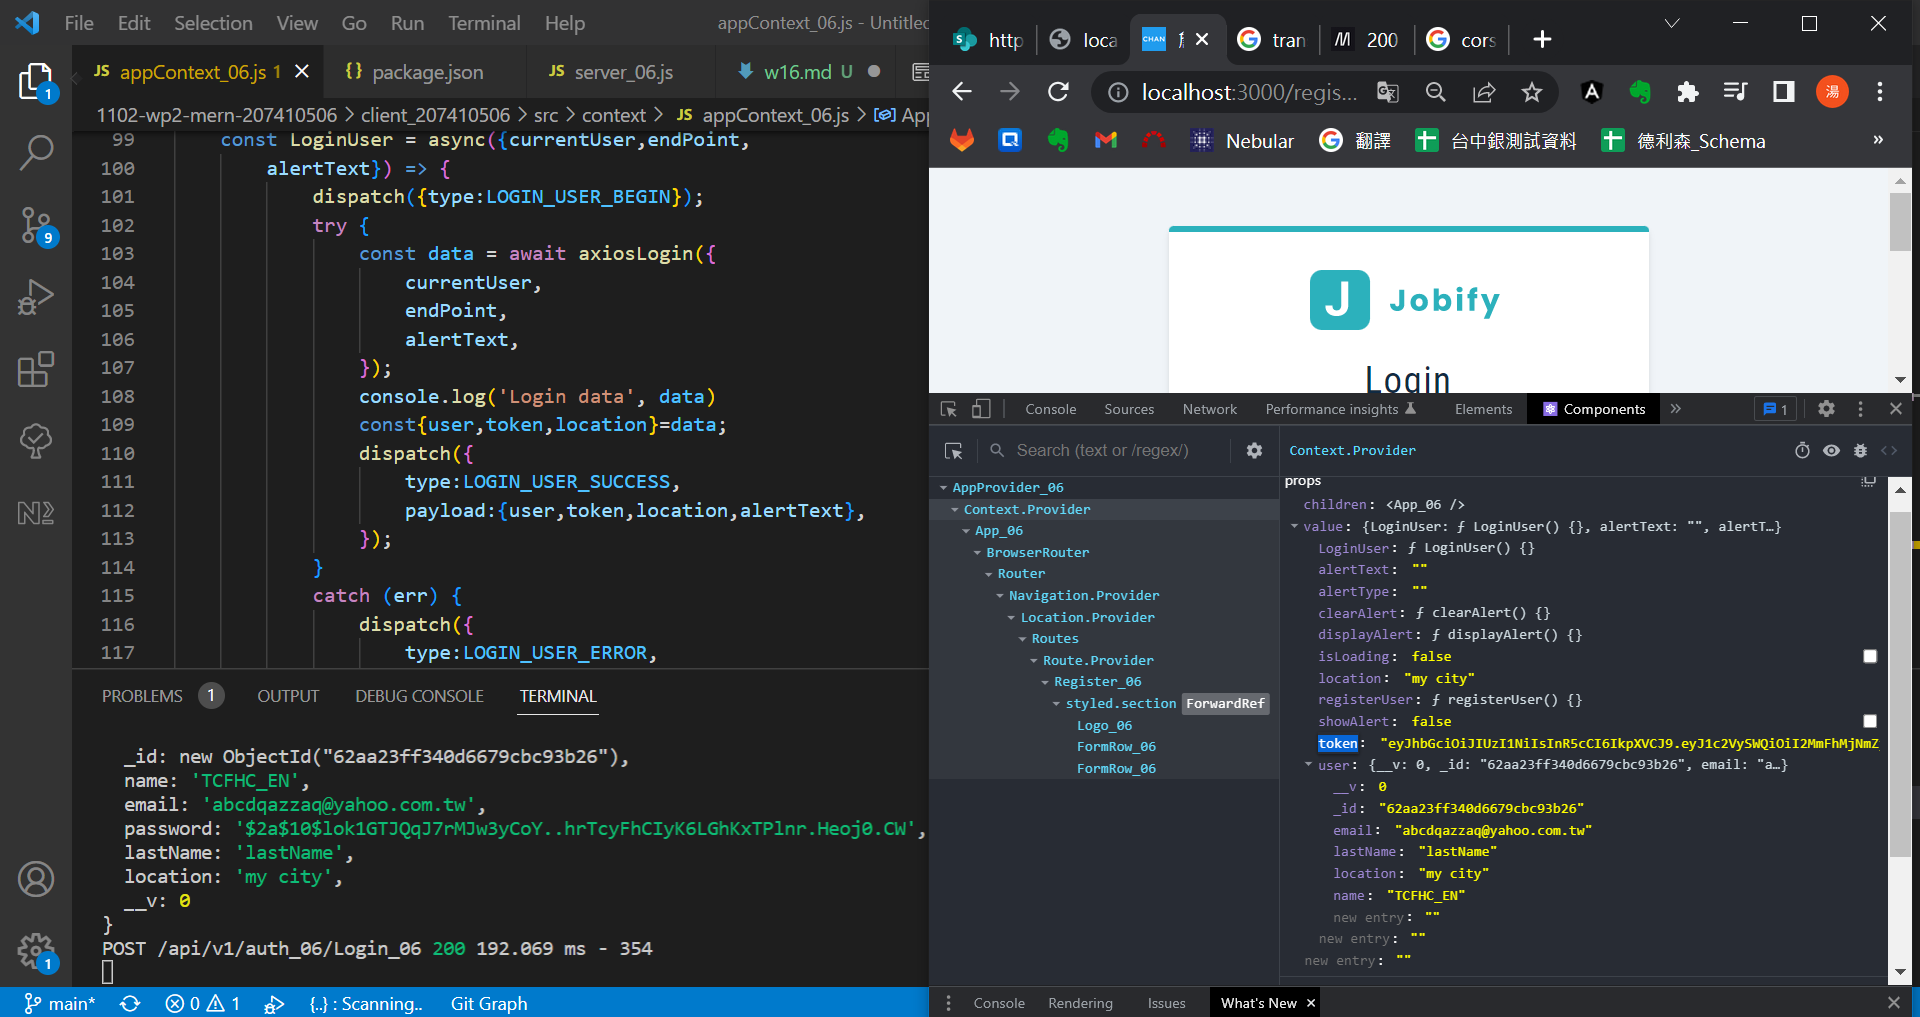 File Edit Selection View Go Run Terminal Help appContext_06.js - Untitled
JS appContext_06.js 1
{} package.json
JS server_06.js
w16.md U
1102-wp2-mern-207410506 > client_207410506 > src > context > JS appContext_06.js > App
99 const LoginUser = async({currentUser,endPoint,
100 alertText}) => {
101 dispatch({type:LOGIN_USER_BEGIN});
102 try {
103 const data = await axiosLogin({
104 currentUser,
105 endPoint,
106 alertText,
107 });
108 console.log('Login data', data)
109 const{user,token,location}=data;
110 dispatch({
111 type:LOGIN_USER_SUCCESS,
112 payload:{user,token,location,alertText},
113 });
114 }
115 catch (err) {
116 dispatch({
117 type:LOGIN_USER_ERROR,
PROBLEMS 1 OUTPUT DEBUG CONSOLE TERMINAL
_id: new ObjectId("62aa23ff340d6679cbc93b26"),
name: 'TCFHC_EN',
email: 'abcdqazzaq@yahoo.com.tw',
password: '$2a$10$lok1GTJQqJ7rMJw3yCoY..hrTcyFhCIyK6LGhKxTPlnr.Heoj0.CW',
lastName: 'lastName',
location: 'my city',
__v: 0
}
POST /api/v1/auth_06/Login_06 200 192.069 ms - 354
1
9
1
main* 0 1 {..} : Scanning.. Git Graph
http
loca
CHAN
tran
200
cors
localhost:3000/regis...
湯
Nebular 翻譯 台中銀測試資料 德利森_Schema »
J Jobify
Login
Console Sources Network Performance insights Elements Components » 1
Search (text or /regex/)
AppProvider_06
Context.Provider
App_06
BrowserRouter
Router
Navigation.Provider
Location.Provider
Routes
Route.Provider
Register_06
styled.section ForwardRef
Logo_06
FormRow_06
FormRow_06
Context.Provider
props
children: <App_06 />
value: {LoginUser: ƒ LoginUser() {}, alertText: "", alertT…}
LoginUser: ƒ LoginUser() {}
alertText: ""
alertType: ""
clearAlert: ƒ clearAlert() {}
displayAlert: ƒ displayAlert() {}
isLoading: false
location: "my city"
registerUser: ƒ registerUser() {}
showAlert: false
token: "eyJhbGciOiJIUzI1NiIsInR5cCI6IkpXVCJ9.eyJ1c2VySWQiOiI2MmFhMjNmZ
user: {__v: 0, _id: "62aa23ff340d6679cbc93b26", email: "a…}
__v: 0
_id: "62aa23ff340d6679cbc93b26"
email: "abcdqazzaq@yahoo.com.tw"
lastName: "lastName"
location: "my city"
name: "TCFHC_EN"
new entry: ""
new entry: ""
new entry: ""
Console Rendering Issues What's New